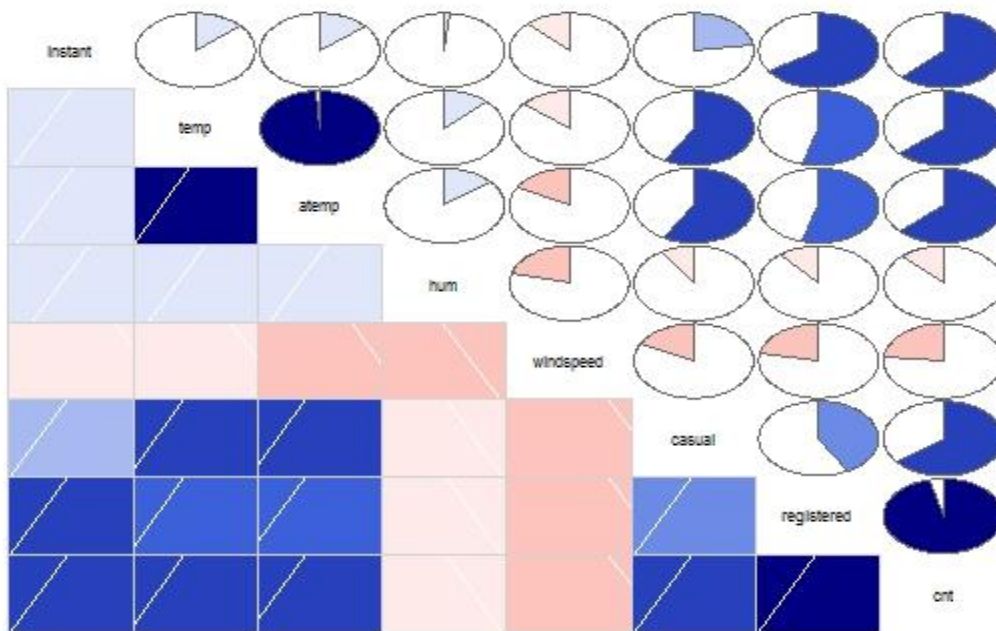 instant
temp
atemp
hum
windspeed
casual
registered
cnt